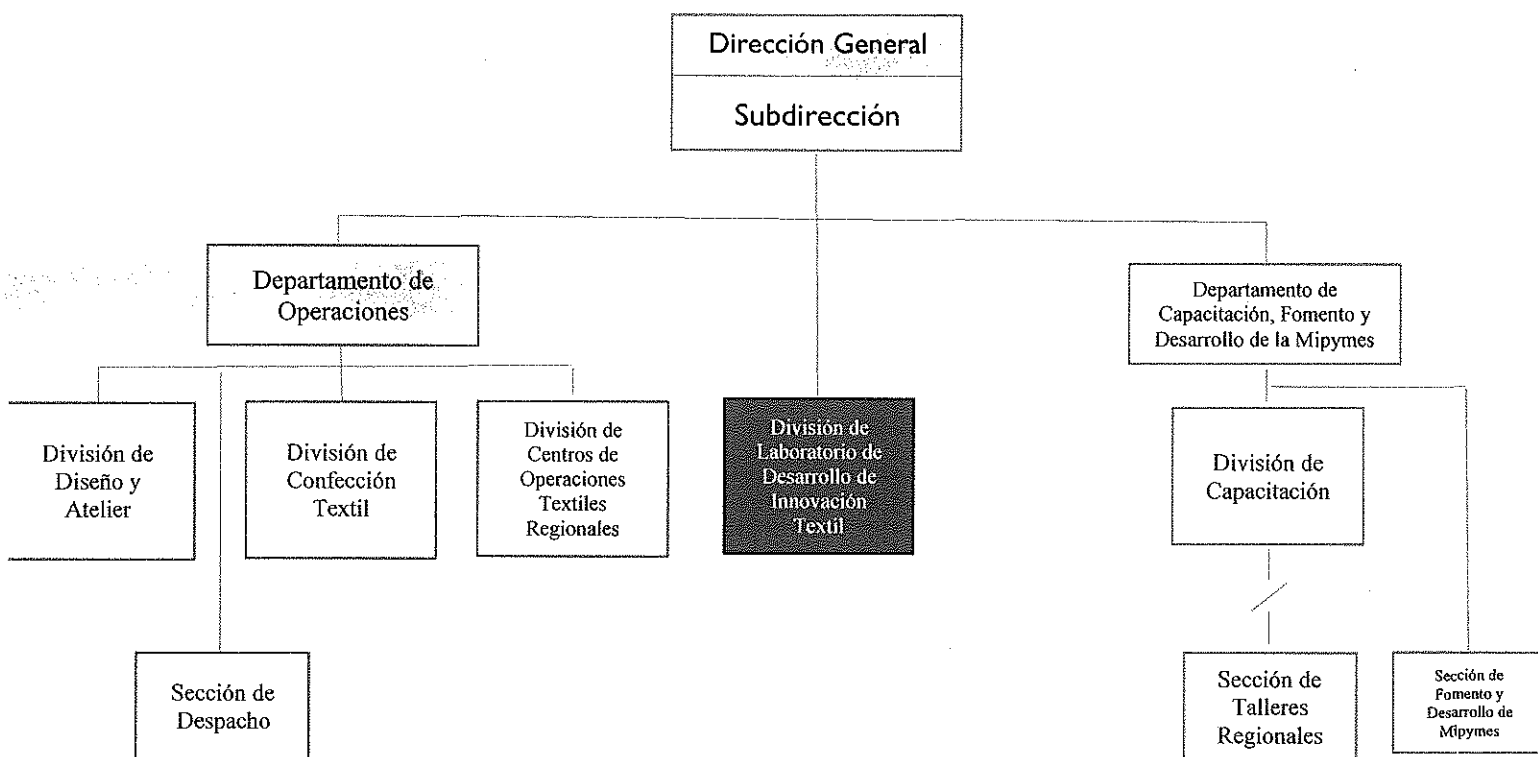 Dirección General
Subdirección
Departamento de
Operaciones
Departamento de
Capacitación, Fomento y
Desarrollo de la Mipymes
División de
Diseño y
Atelier
División de
Confección
Textil
División de
Centros de
Operaciones
Textiles
Regionales
División de
Laboratorio de
Desarrollo de
Innovación
Textil
División de
Capacitación
Sección de
Despacho
Sección de
Talleres
Regionales
Sección de
Fomento y
Desarrollo de
Mipymes